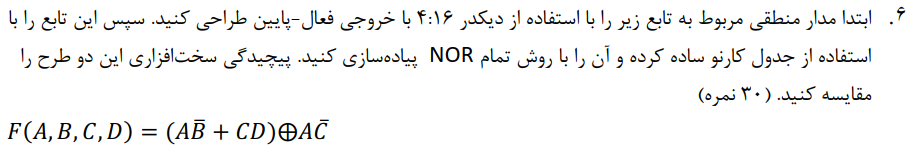 ۶. ابتدا مدار منطقی مربوط به تابع زیر را با استفاده از دیکدر ۴:۱۶ با خروجی فعال-پایین طراحی کنید. سپس این تابع را با
استفاده از جدول کارنو ساده کرده و آن را با روش تمام NOR پیاده‌سازی کنید. پیچیدگی سخت‌افزاری این دو طرح را
مقایسه کنید. (۳۰ نمره)
F(A,B,C,D) = (AB̄ + CD)⊕AC̄